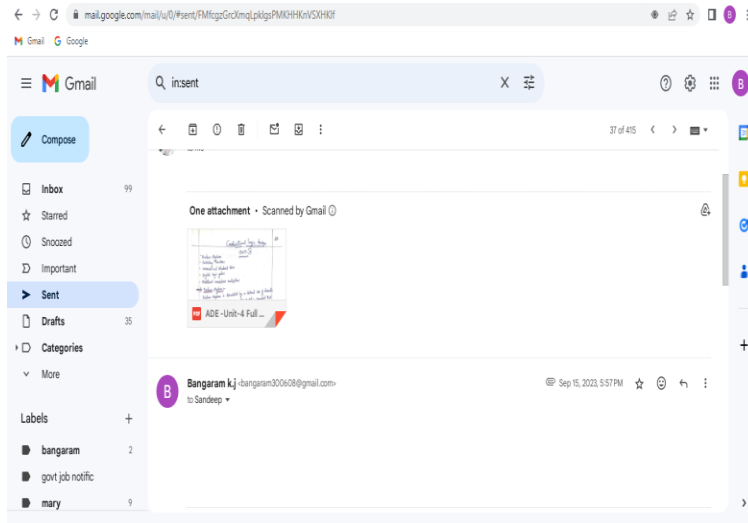 mail.google.com/mail/u/0/#sent/FMfcgzGrcXmqLpklgsPMKHHKnVSXHKlf
B
Gmail
Google
Gmail
in:sent
B
Compose
37 of 415
Inbox 99
Starred
Snoozed
Important
Sent
Drafts 35
Categories
More
Labels
bangaram 2
govt job notific
mary 9
One attachment • Scanned by Gmail
PDF ADE -Unit-4 Full ...
B
Bangaram k.j <bangaram300608@gmail.com>
Sep 15, 2023, 5:57 PM
to Sandeep